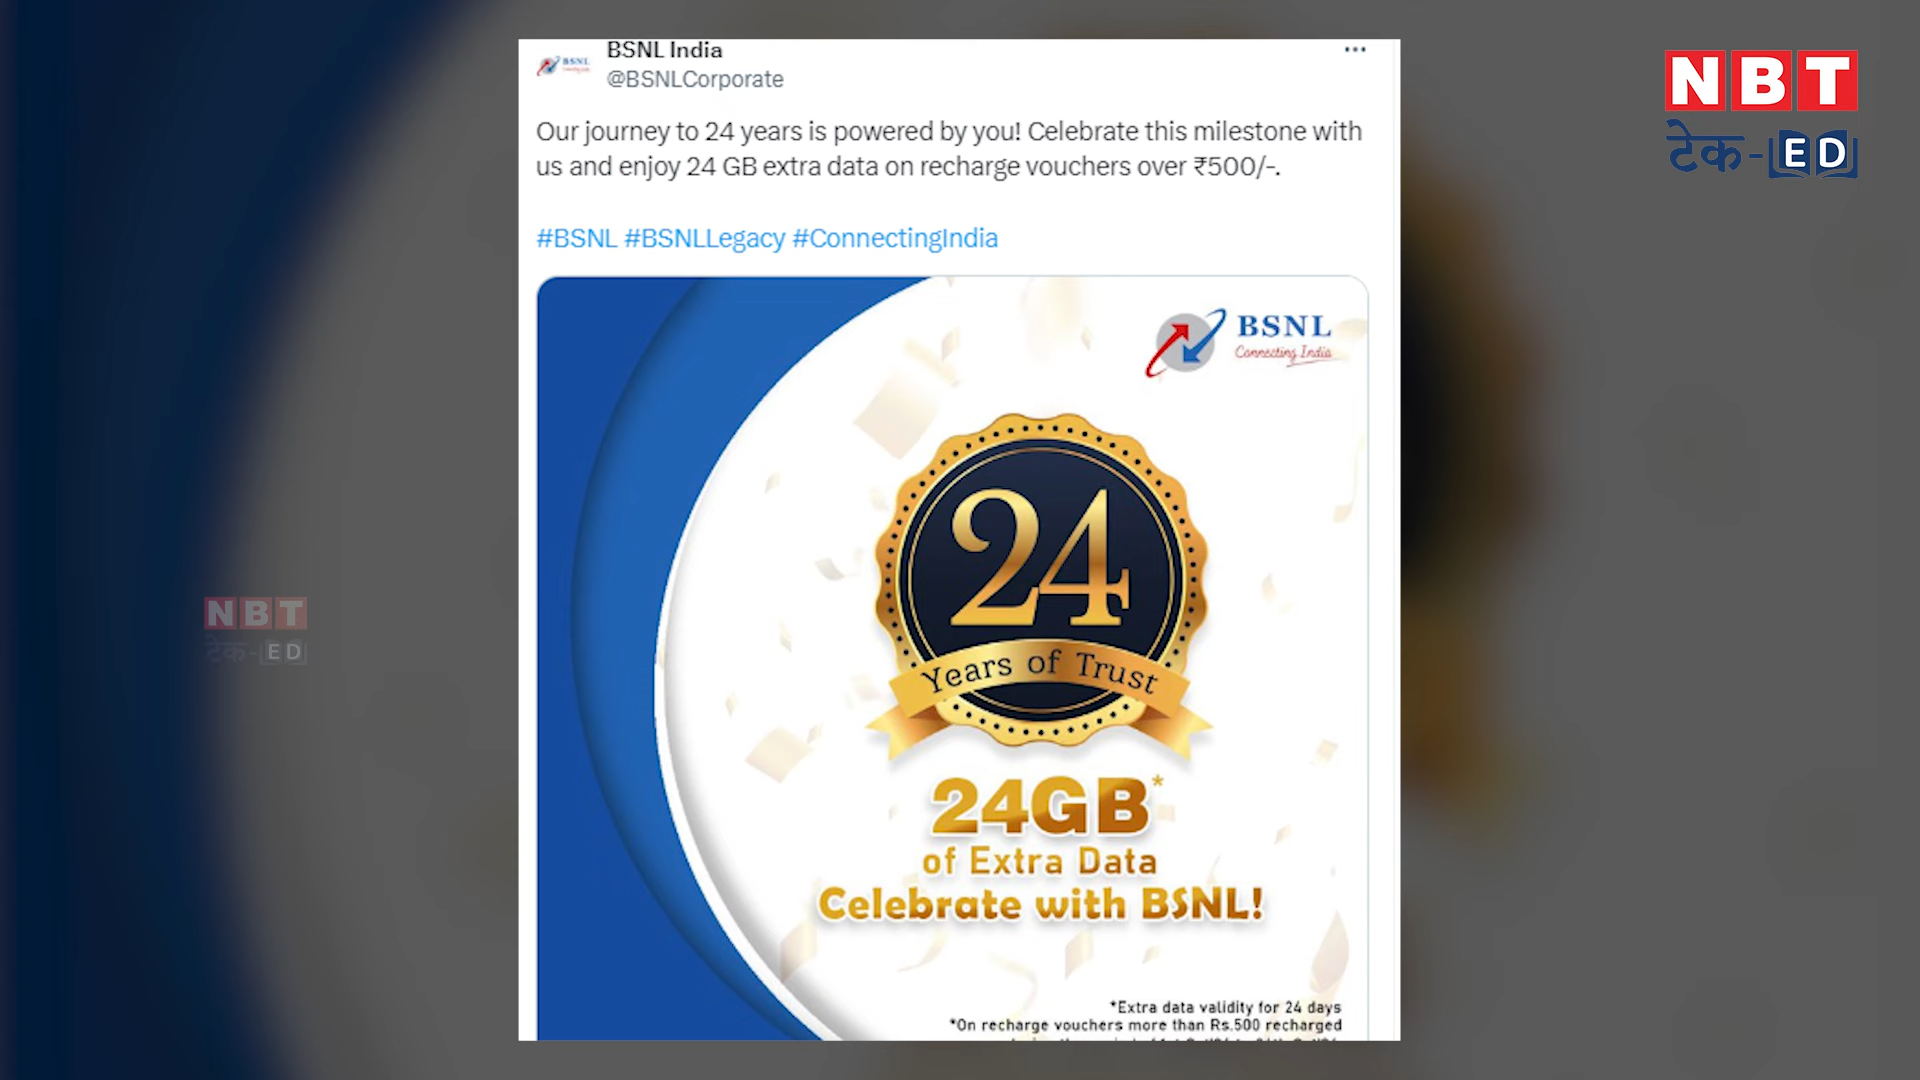 BSNL India
BSNL
@BSNLCorporate
NBT
टेक-ED
Our journey to 24 years is powered by you! Celebrate this milestone with
us and enjoy 24 GB extra data on recharge vouchers over ₹500/-.
#BSNL #BSNLLegacy #ConnectingIndia
BSNL
Connecting India
24
Years of Trust
NBT
टेक-ED
24GB*
of Extra Data
Celebrate with BSNL!
*Extra data validity for 24 days
*On recharge vouchers more than Rs.500 recharged